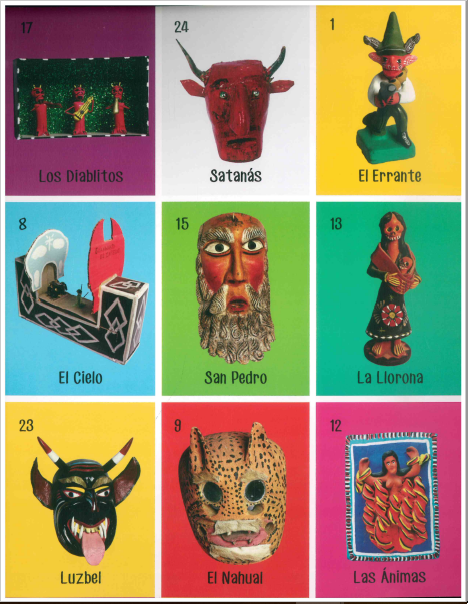 17
Los Diablitos
24
Satanás
1
El Errante
8
El Cielo
15
San Pedro
13
La Llorona
23
Luzbel
9
El Nahual
12
Las Ánimas